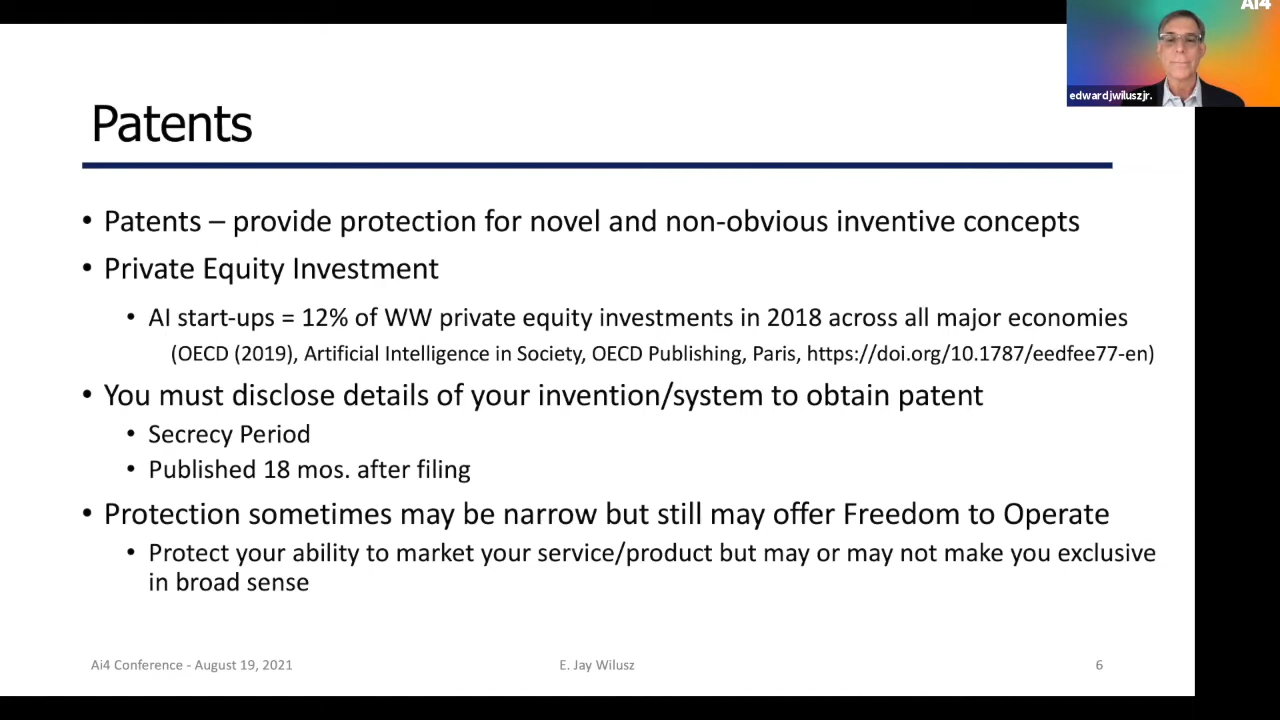 Ai4
edwardjwiluszjr.
Patents
• Patents – provide protection for novel and non-obvious inventive concepts
• Private Equity Investment
• AI start-ups = 12% of WW private equity investments in 2018 across all major economies
(OECD (2019), Artificial Intelligence in Society, OECD Publishing, Paris, https://doi.org/10.1787/eedfee77-en)
• You must disclose details of your invention/system to obtain patent
• Secrecy Period
• Published 18 mos. after filing
• Protection sometimes may be narrow but still may offer Freedom to Operate
• Protect your ability to market your service/product but may or may not make you exclusive
in broad sense
Ai4 Conference - August 19, 2021
E. Jay Wilusz
6